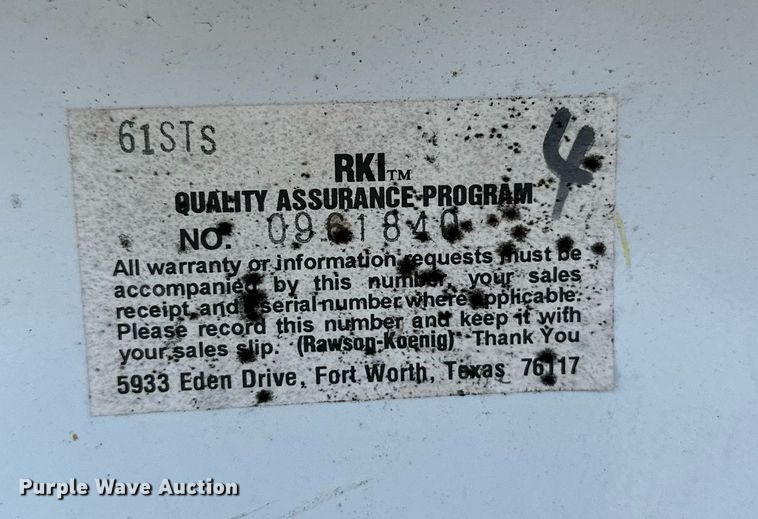 61STS
4
RKI™
QUALITY ASSURANCE PROGRAM
NO. 0961840
All warranty or information requests must be
accompanied by this number, your sales
receipt and serial number where applicable.
Please record this number and keep it with
your sales slip. (Rawson-Koenig) Thank You
5933 Eden Drive, Fort Worth, Texas 76117
Purple Wave Auction